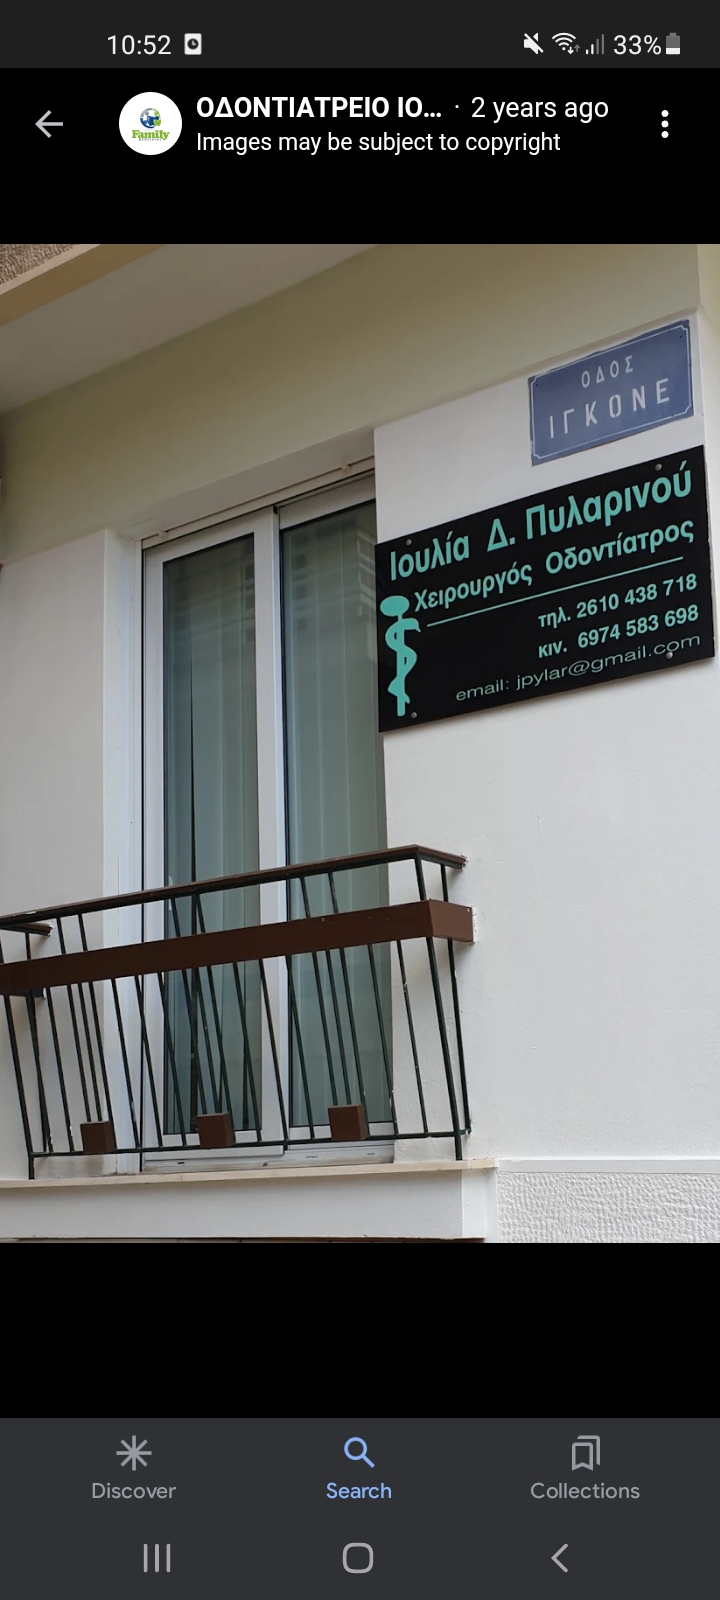 10:52
33%
ΟΔΟΝΤΙΑΤΡΕΙΟ ΙΟ... · 2 years ago
Family
Images may be subject to copyright
ΟΔΟΣ
ΙΓΚΟΝΕ
Ιουλία Δ. Πυλαρινού
Χειρουργός Οδοντίατρος
τηλ. 2610 438 718
κιν. 6974 583 698
email: jpylar@gmail.com
Discover
Search
Collections